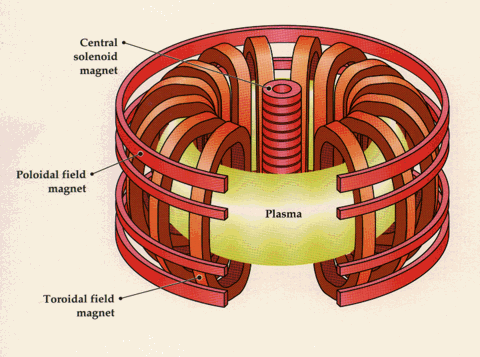 Central
solenoid
magnet
Poloidal field
magnet
Plasma
Toroidal field
magnet